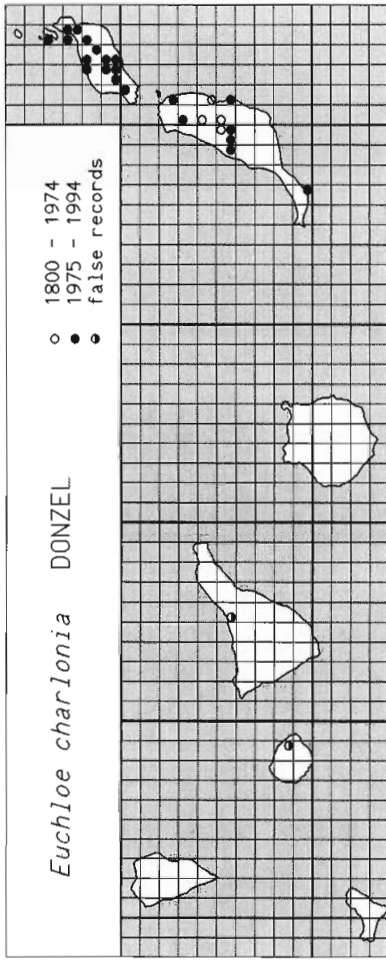 Euchloe charlonia DONZEL
○ 1800 - 1974
● 1975 - 1994
◒ false records